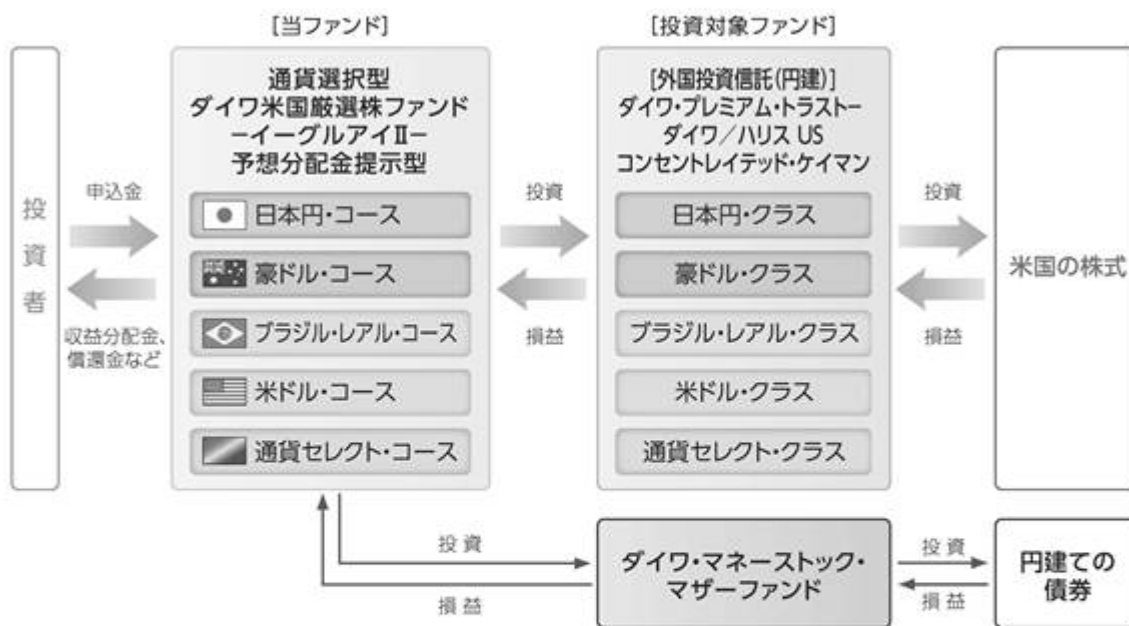 [当ファンド]
[投資対象ファンド]
投資者
申込金
収益分配金、
償還金など
通貨選択型
ダイワ米国厳選株ファンド
－イーグルアイⅡ－
予想分配金提示型
日本円・コース
豪ドル・コース
ブラジル・レアル・コース
米ドル・コース
通貨セレクト・コース
投資
損益
[外国投資信託(円建)]
ダイワ・プレミアム・トラスト－
ダイワ／ハリス US
コンセントレイテッド・ケイマン
日本円・クラス
豪ドル・クラス
ブラジル・レアル・クラス
米ドル・クラス
通貨セレクト・クラス
投資
損益
米国の株式
投資
損益
ダイワ・マネーストック・
マザーファンド
投資
損益
円建ての
債券